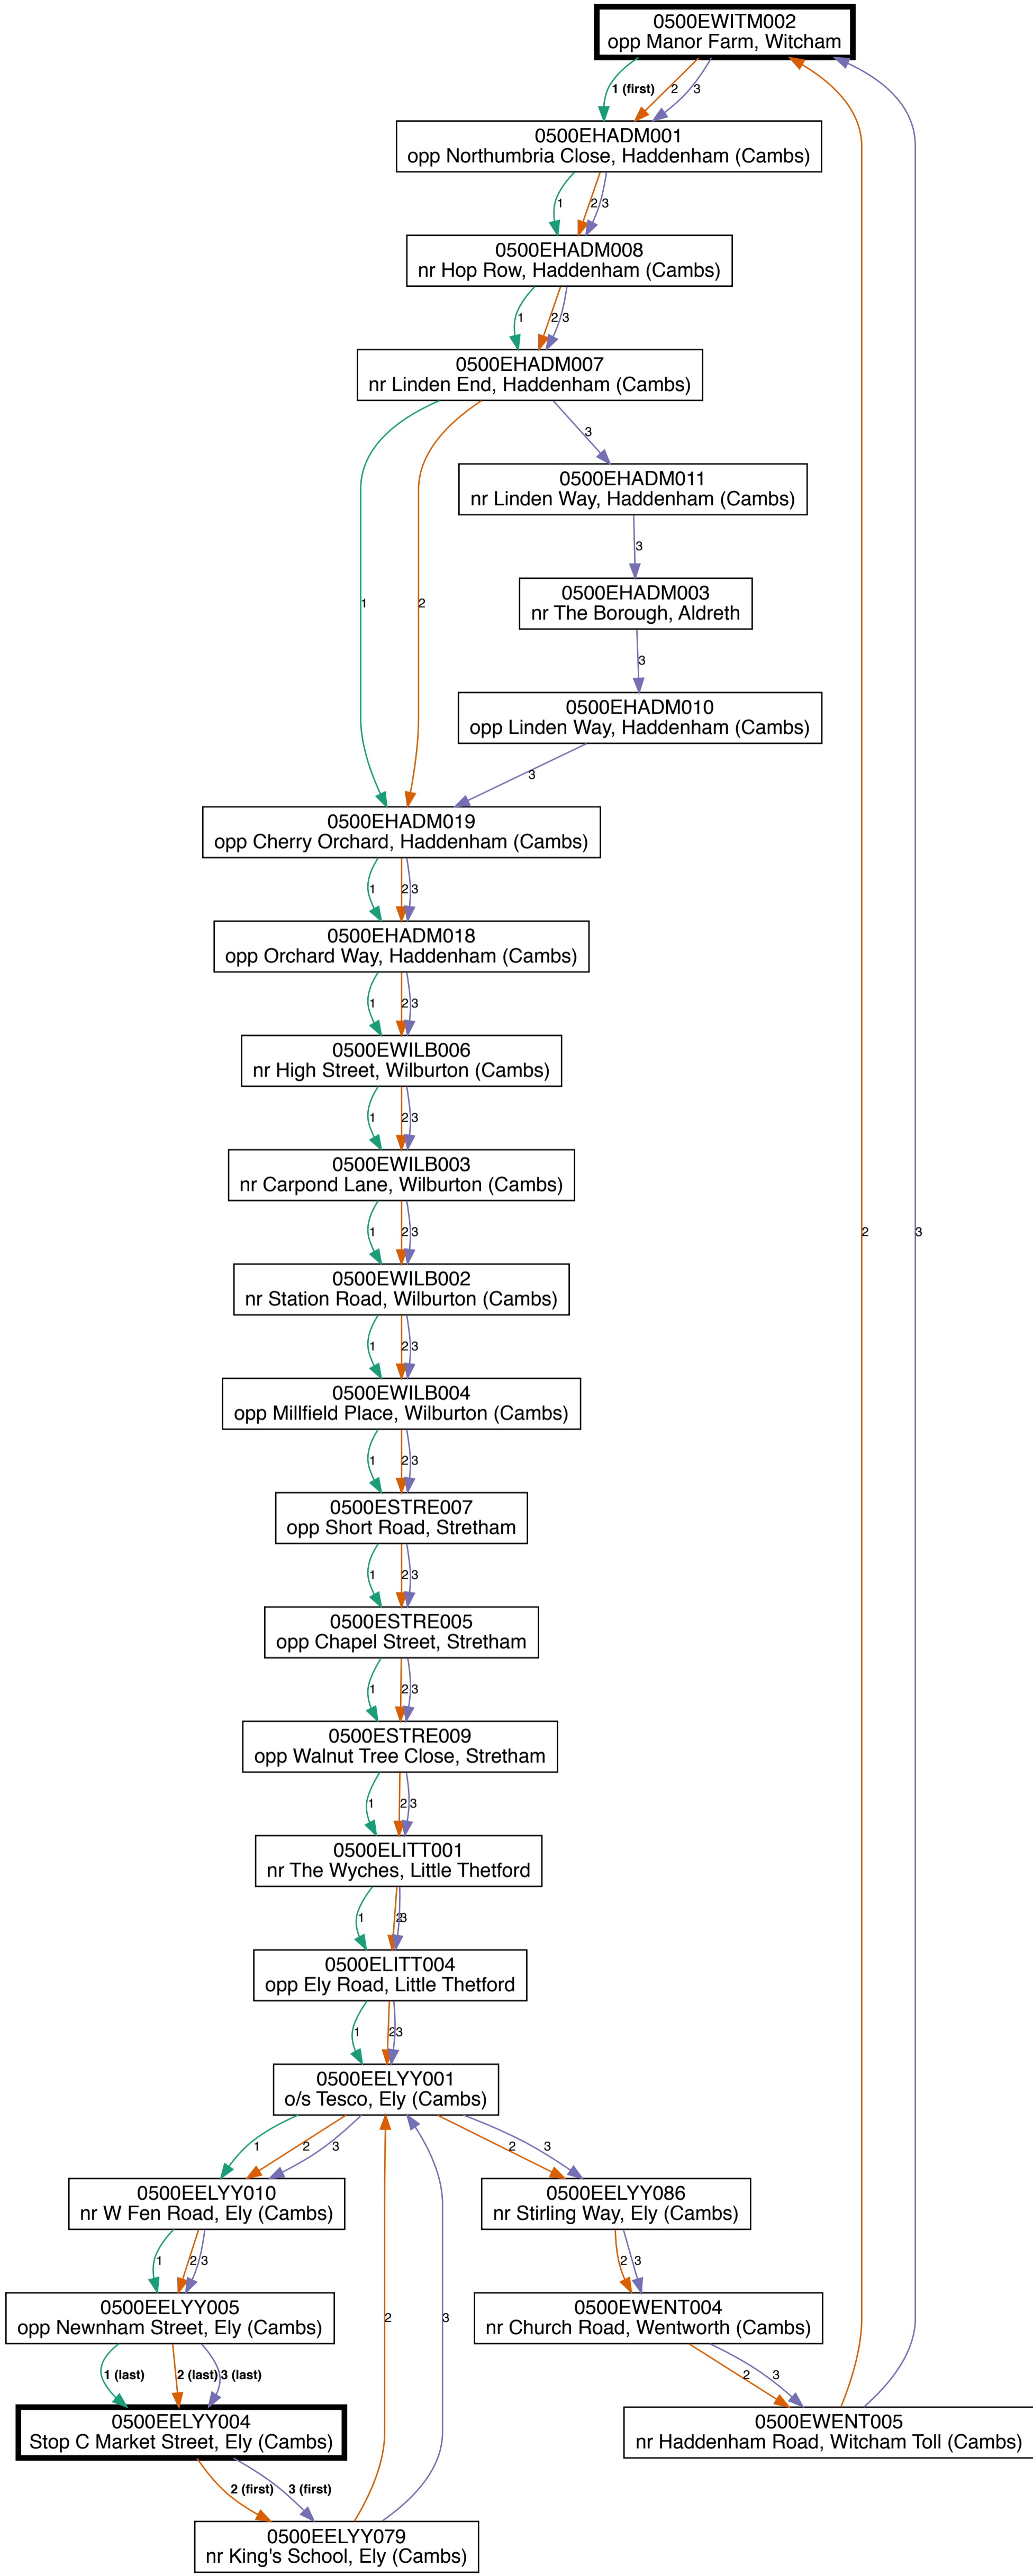 0500EWITM002
opp Manor Farm, Witcham
1 (first)
2
3
0500EHADM001
opp Northumbria Close, Haddenham (Cambs)
1
2
3
0500EHADM008
nr Hop Row, Haddenham (Cambs)
1
2
3
0500EHADM007
nr Linden End, Haddenham (Cambs)
3
0500EHADM011
nr Linden Way, Haddenham (Cambs)
3
1
2
0500EHADM003
nr The Borough, Aldreth
3
0500EHADM010
opp Linden Way, Haddenham (Cambs)
3
0500EHADM019
opp Cherry Orchard, Haddenham (Cambs)
1
2
3
0500EHADM018
opp Orchard Way, Haddenham (Cambs)
1
2
3
0500EWILB006
nr High Street, Wilburton (Cambs)
1
2
3
0500EWILB003
nr Carpond Lane, Wilburton (Cambs)
1
2
3
2
3
0500EWILB002
nr Station Road, Wilburton (Cambs)
1
2
3
0500EWILB004
opp Millfield Place, Wilburton (Cambs)
1
2
3
0500ESTRE007
opp Short Road, Stretham
1
2
3
0500ESTRE005
opp Chapel Street, Stretham
1
2
3
0500ESTRE009
opp Walnut Tree Close, Stretham
1
2
3
0500ELITT001
nr The Wyches, Little Thetford
1
2
3
0500ELITT004
opp Ely Road, Little Thetford
1
2
3
0500EELYY001
o/s Tesco, Ely (Cambs)
1
2
3
2
3
0500EELYY010
nr W Fen Road, Ely (Cambs)
0500EELYY086
nr Stirling Way, Ely (Cambs)
1
2
3
2
3
0500EELYY005
opp Newnham Street, Ely (Cambs)
2
3
0500EWENT004
nr Church Road, Wentworth (Cambs)
1 (last)
2 (last)
3 (last)
2
3
0500EELYY004
Stop C Market Street, Ely (Cambs)
0500EWENT005
nr Haddenham Road, Witcham Toll (Cambs)
2 (first)
3 (first)
0500EELYY079
nr King's School, Ely (Cambs)